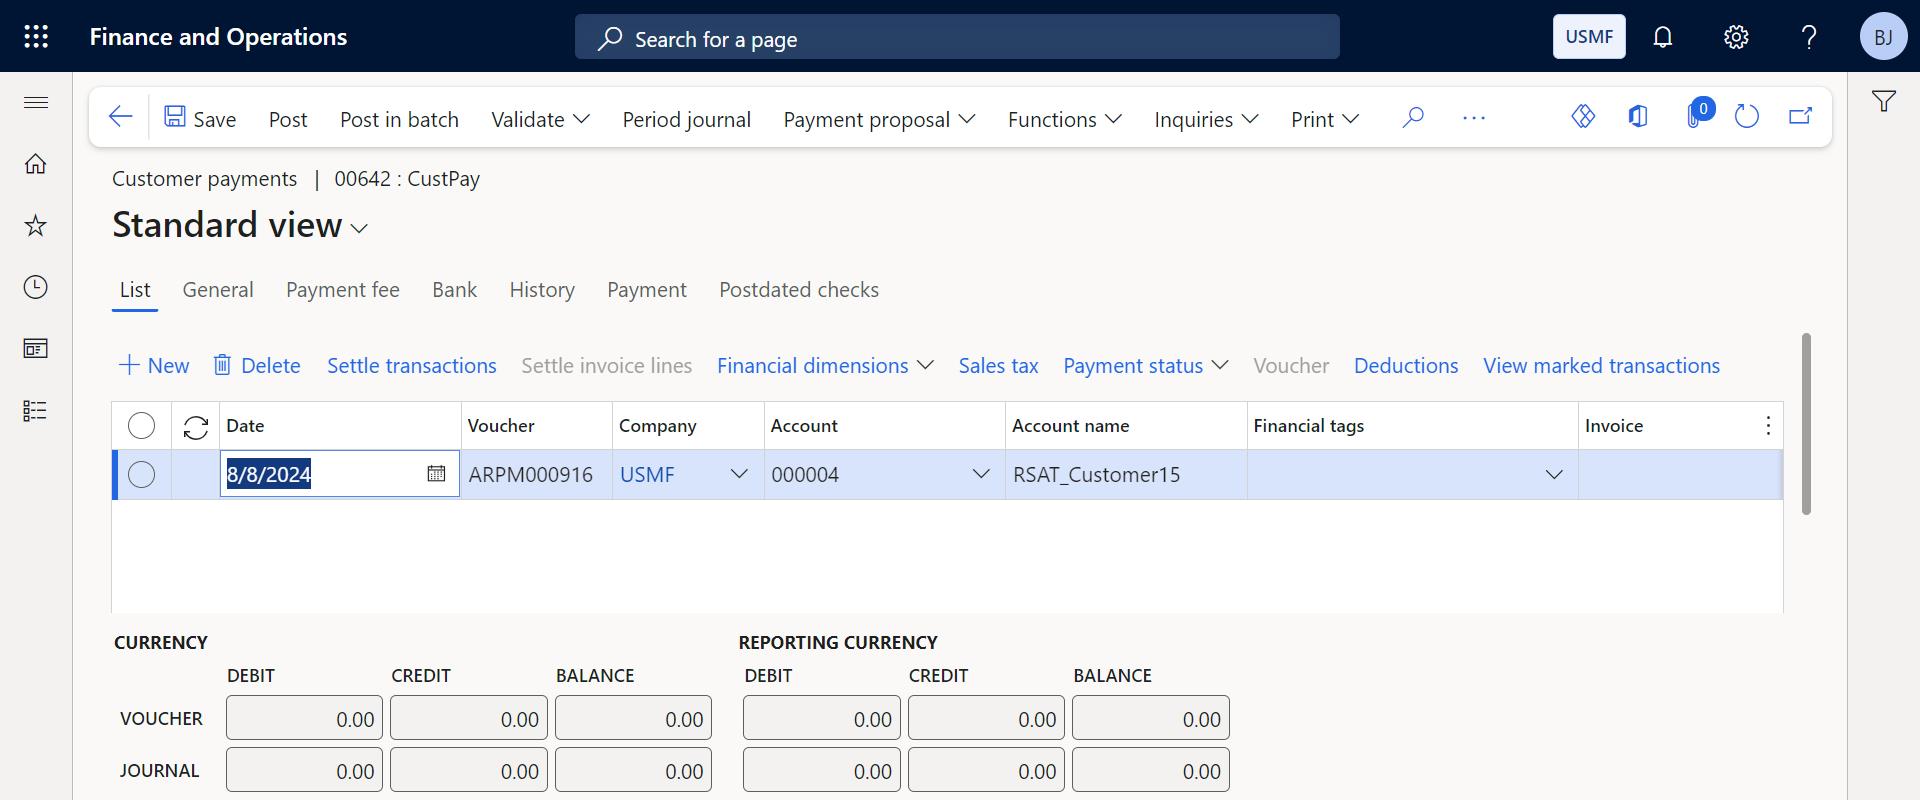 Finance and Operations
Search for a page
USMF
BJ
Save Post Post in batch Validate Period journal Payment proposal Functions Inquiries Print ... 0
Customer payments | 00642 : CustPay
Standard view
List General Payment fee Bank History Payment Postdated checks
New Delete Settle transactions Settle invoice lines Financial dimensions Sales tax Payment status Voucher Deductions View marked transactions
Date Voucher Company Account Account name Financial tags Invoice
8/8/2024 ARPM000916 USMF 000004 RSAT_Customer15
CURRENCY REPORTING CURRENCY
DEBIT CREDIT BALANCE DEBIT CREDIT BALANCE
VOUCHER 0.00 0.00 0.00 0.00 0.00 0.00
JOURNAL 0.00 0.00 0.00 0.00 0.00 0.00